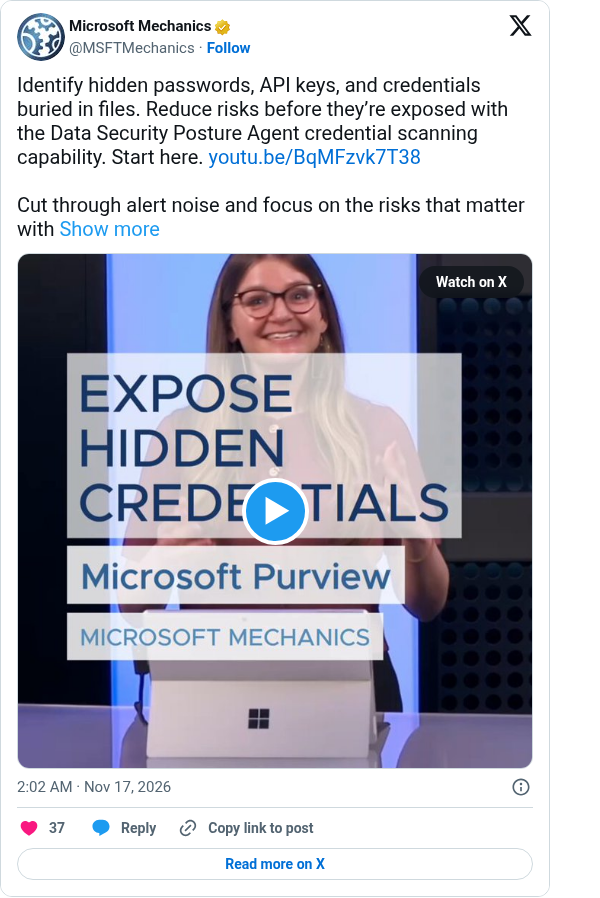 Microsoft Mechanics
@MSFTMechanics · Follow
Identify hidden passwords, API keys, and credentials
buried in files. Reduce risks before they’re exposed with
the Data Security Posture Agent credential scanning
capability. Start here. youtu.be/BqMFzvk7T38
Cut through alert noise and focus on the risks that matter
with Show more
Watch on X
EXPOSE
HIDDEN
CREDENTIALS
Microsoft Purview
MICROSOFT MECHANICS
2:02 AM · Nov 17, 2026
37 Reply Copy link to post
Read more on X